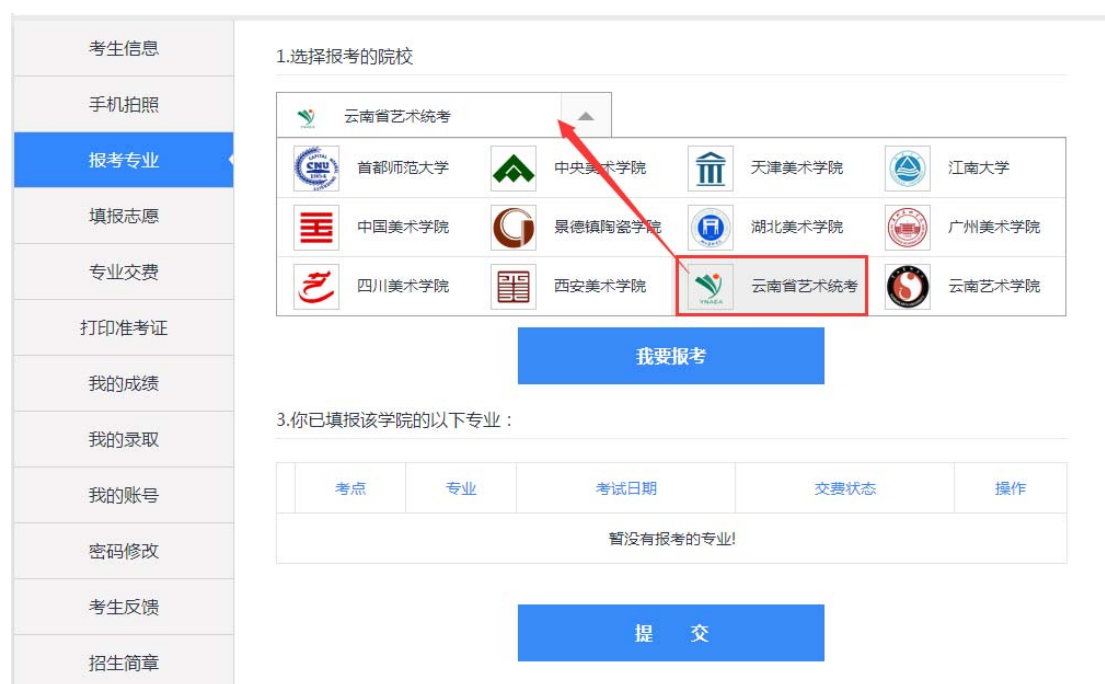 考生信息
手机拍照
报考专业
填报志愿
专业交费
打印准考证
我的成绩
我的录取
我的账号
密码修改
考生反馈
招生简章
1.选择报考的院校
云南省艺术统考
首都师范大学 中央美术学院 天津美术学院 江南大学
中国美术学院 景德镇陶瓷学院 湖北美术学院 广州美术学院
四川美术学院 西安美术学院 云南省艺术统考 云南艺术学院
我要报考
3.你已填报该学院的以下专业：
考点 专业 考试日期 交费状态 操作
暂没有报考的专业!
提 交